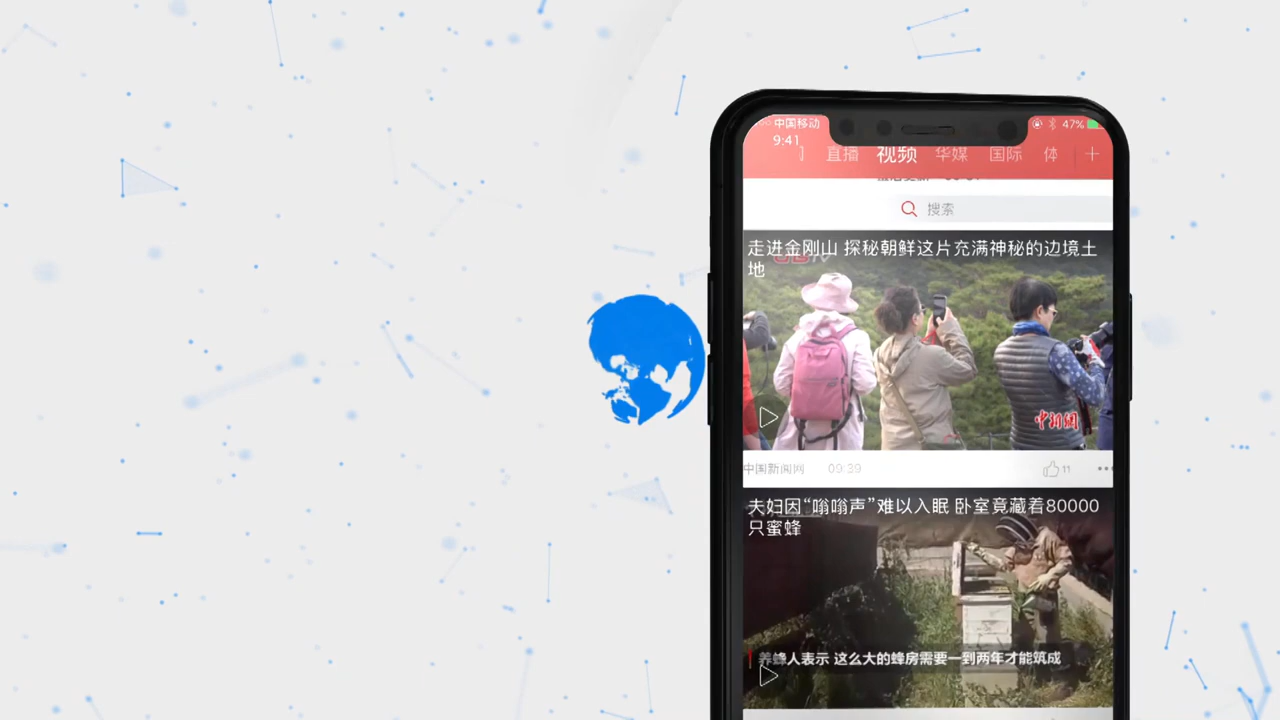 中国移动
47%
9:41
直播 视频 华媒 国际 体
搜索
走进金刚山 探秘朝鲜这片充满神秘的边境土
地
中新网
中国新闻网 09:39
11
夫妇因“嗡嗡声”难以入眠 卧室竟藏着80000
只蜜蜂
养蜂人表示 这么大的蜂房需要一到两年才能筑成